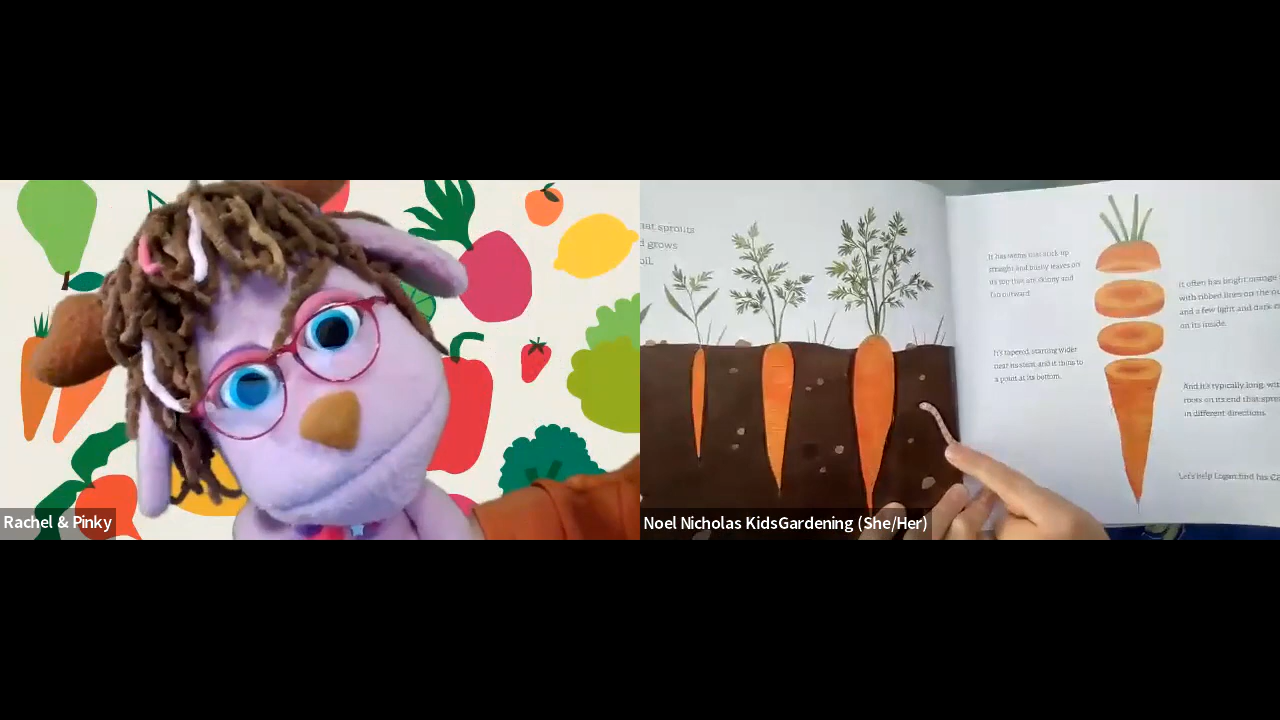 Rachel & Pinky
at sprouts
grows
oil.
It has stems that stick up
straight and bushy leaves on
its top that are skinny and
fan outward.
It's tapered, starting wider
near its stem, and it thins to
a point at its bottom.
It often has bright orange
with ribbed lines on the
and a few light and dark
on its inside.
And it's typically long, wit
roots on its end that
in different directions.
Let's help Logan find his
Noel Nicholas KidsGardening (She/Her)